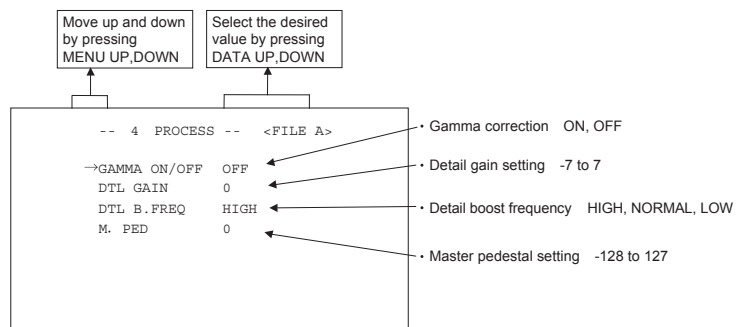 Move up and down
by pressing
MENU UP,DOWN
Select the desired
value by pressing
DATA UP,DOWN
-- 4 PROCESS -- <FILE A>
→GAMMA ON/OFF OFF
DTL GAIN 0
DTL B.FREQ HIGH
M. PED 0
・Gamma correction ON, OFF
・Detail gain setting -7 to 7
・Detail boost frequency HIGH, NORMAL, LOW
・Master pedestal setting -128 to 127